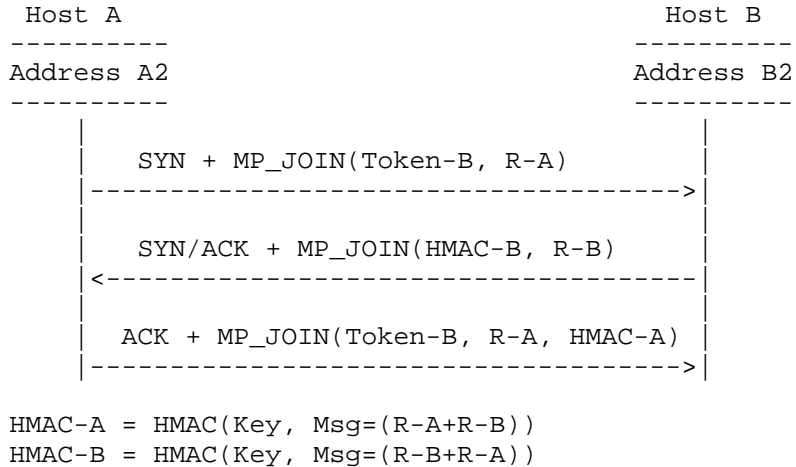 Host A Host B
---------- ----------
Address A2 Address B2
---------- ----------
| |
| SYN + MP_JOIN(Token-B, R-A) |
|------------------------------------->|
| |
| SYN/ACK + MP_JOIN(HMAC-B, R-B) |
|<-------------------------------------|
| |
| ACK + MP_JOIN(Token-B, R-A, HMAC-A) |
|------------------------------------->|
HMAC-A = HMAC(Key, Msg=(R-A+R-B))
HMAC-B = HMAC(Key, Msg=(R-B+R-A))